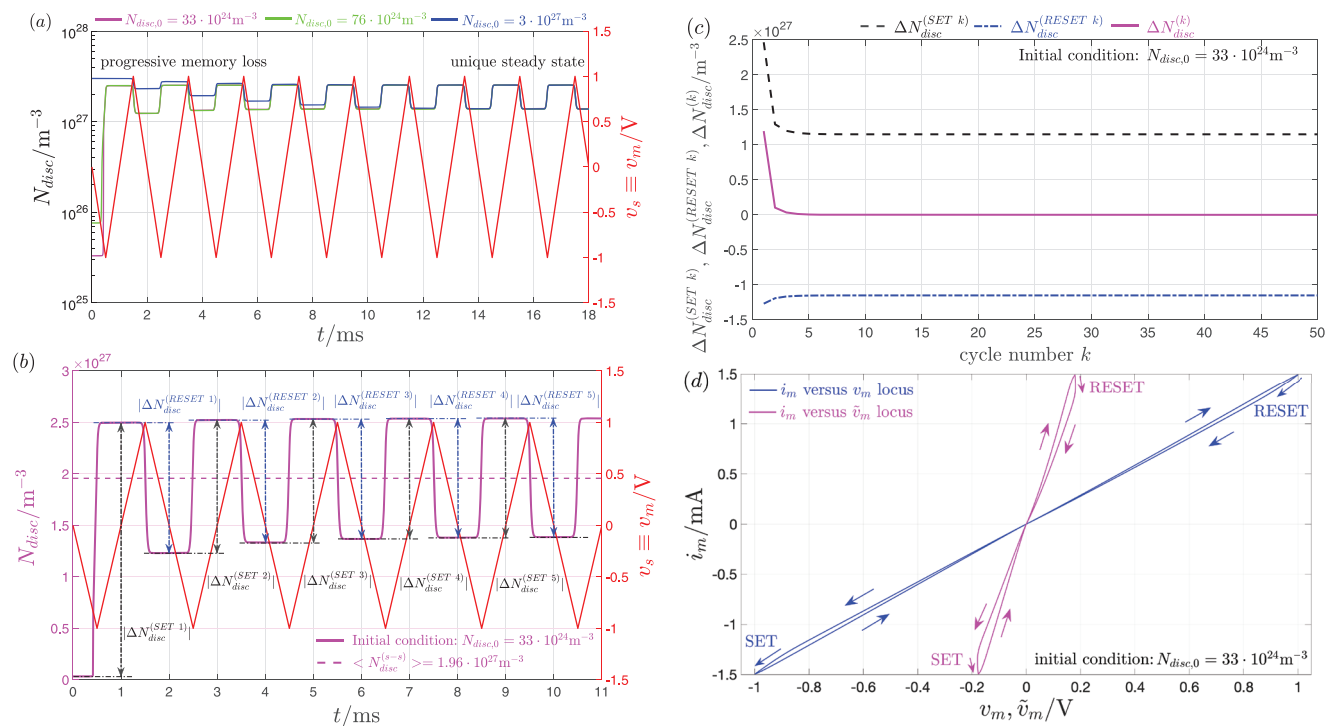 (a)
N_{disc,0} = 33 · 10^{24}m^{−3} N_{disc,0} = 76 · 10^{24}m^{−3} N_{disc,0} = 3 · 10^{27}m^{−3}
progressive memory loss unique steady state
10^{28}
10^{27}
10^{26}
10^{25}
N_{disc}/m^{−3}
1.5
1
0.5
0
-0.5
-1
-1.5
v_s ≡ v_m/V
0 2 4 6 8 10 12 14 16 18
t/ms
(b)
×10^{27}
3
2.5
2
1.5
1
0.5
0
N_{disc}/m^{−3}
|ΔN_{disc}^{(RESET 1)}| |ΔN_{disc}^{(RESET 2)}| |ΔN_{disc}^{(RESET 3)}| |ΔN_{disc}^{(RESET 4)}| |ΔN_{disc}^{(RESET 5)}|
|ΔN_{disc}^{(SET 1)}| |ΔN_{disc}^{(SET 2)}| |ΔN_{disc}^{(SET 3)}| |ΔN_{disc}^{(SET 4)}| |ΔN_{disc}^{(SET 5)}|
Initial condition: N_{disc,0} = 33 · 10^{24}m^{−3}
< N_{disc}^{(s−s)} >= 1.96 · 10^{27}m^{−3}
1.5
1
0.5
0
-0.5
-1
-1.5
v_s ≡ v_m/V
0 1 2 3 4 5 6 7 8 9 10 11
t/ms
(c)
ΔN_{disc}^{(SET k)} ΔN_{disc}^{(RESET k)} ΔN_{disc}^{(k)}
×10^{27}
Initial condition: N_{disc,0} = 33 · 10^{24}m^{−3}
2.5
2
1.5
1
0.5
0
-0.5
-1
-1.5
ΔN_{disc}^{(SET k)}, ΔN_{disc}^{(RESET k)}, ΔN_{disc}^{(k)}/m^{−3}
0 5 10 15 20 25 30 35 40 45 50
cycle number k
(d)
i_m versus v_m locus
i_m versus ṽ_m locus
RESET
RESET
SET
SET
initial condition: N_{disc,0} = 33 · 10^{24}m^{−3}
1.5
1
0.5
0
-0.5
-1
-1.5
i_m/mA
-1 -0.8 -0.6 -0.4 -0.2 0 0.2 0.4 0.6 0.8 1
v_m, ṽ_m/V